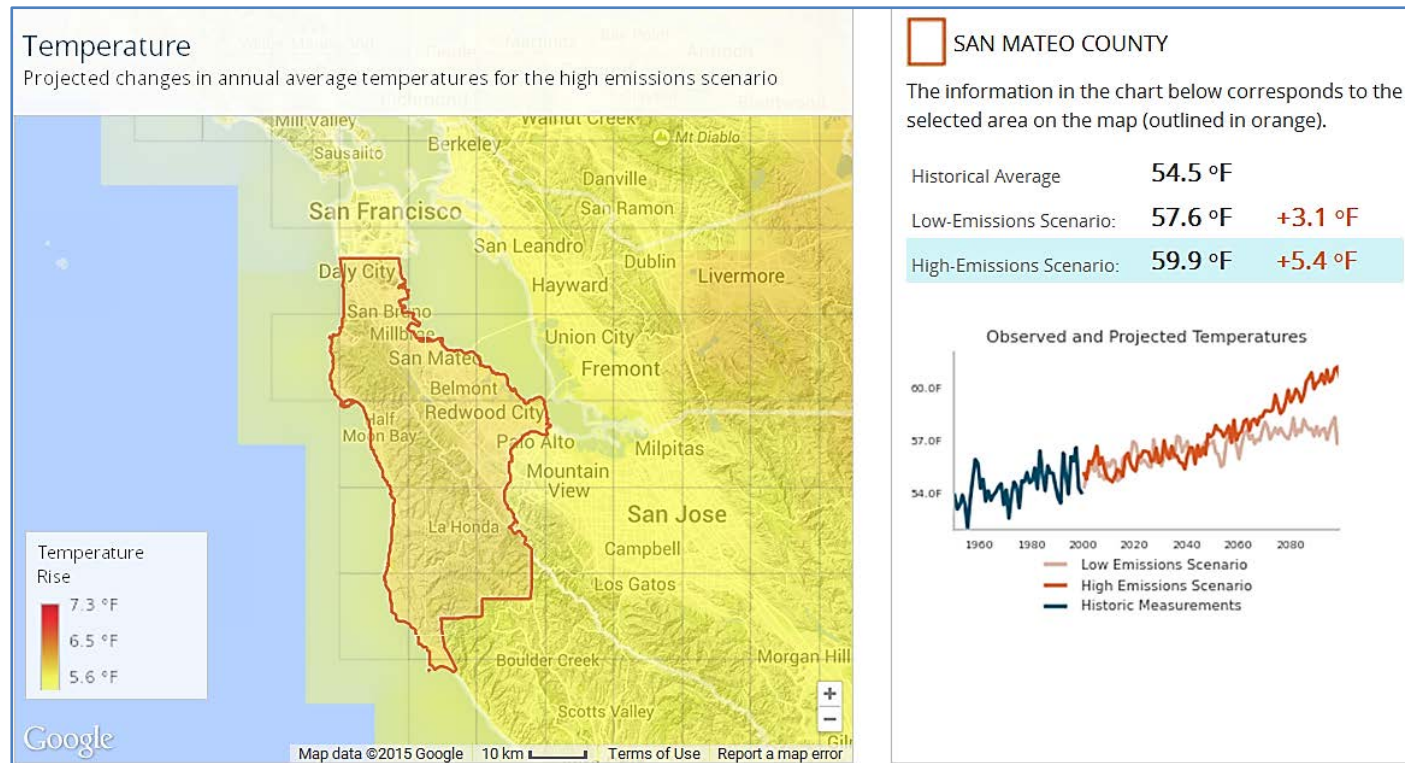 Temperature
Projected changes in annual average temperatures for the high emissions scenario
Richmond
Mill Valley
Walnut Creek
Mt Diablo
Sausalito
Berkeley
Danville
San Francisco
San Ramon
San Leandro
Dublin
Daly City
Livermore
Hayward
San Bruno
Millbrae
Union City
San Mateo
Fremont
Belmont
Redwood City
Half
Moon Bay
Palo Alto
Milpitas
Mountain
View
La Honda
San Jose
Campbell
Los Gatos
Boulder Creek
Morgan Hill
Scotts Valley
Temperature
Rise
7.3 °F
6.5 °F
5.6 °F
+
−
Google
Map data ©2015 Google 10 km Terms of Use Report a map error
SAN MATEO COUNTY
The information in the chart below corresponds to the
selected area on the map (outlined in orange).
Historical Average 54.5 °F
Low-Emissions Scenario: 57.6 °F +3.1 °F
High-Emissions Scenario: 59.9 °F +5.4 °F
Observed and Projected Temperatures
60.0F
57.0F
54.0F
1960 1980 2000 2020 2040 2060 2080
Low Emissions Scenario
High Emissions Scenario
Historic Measurements